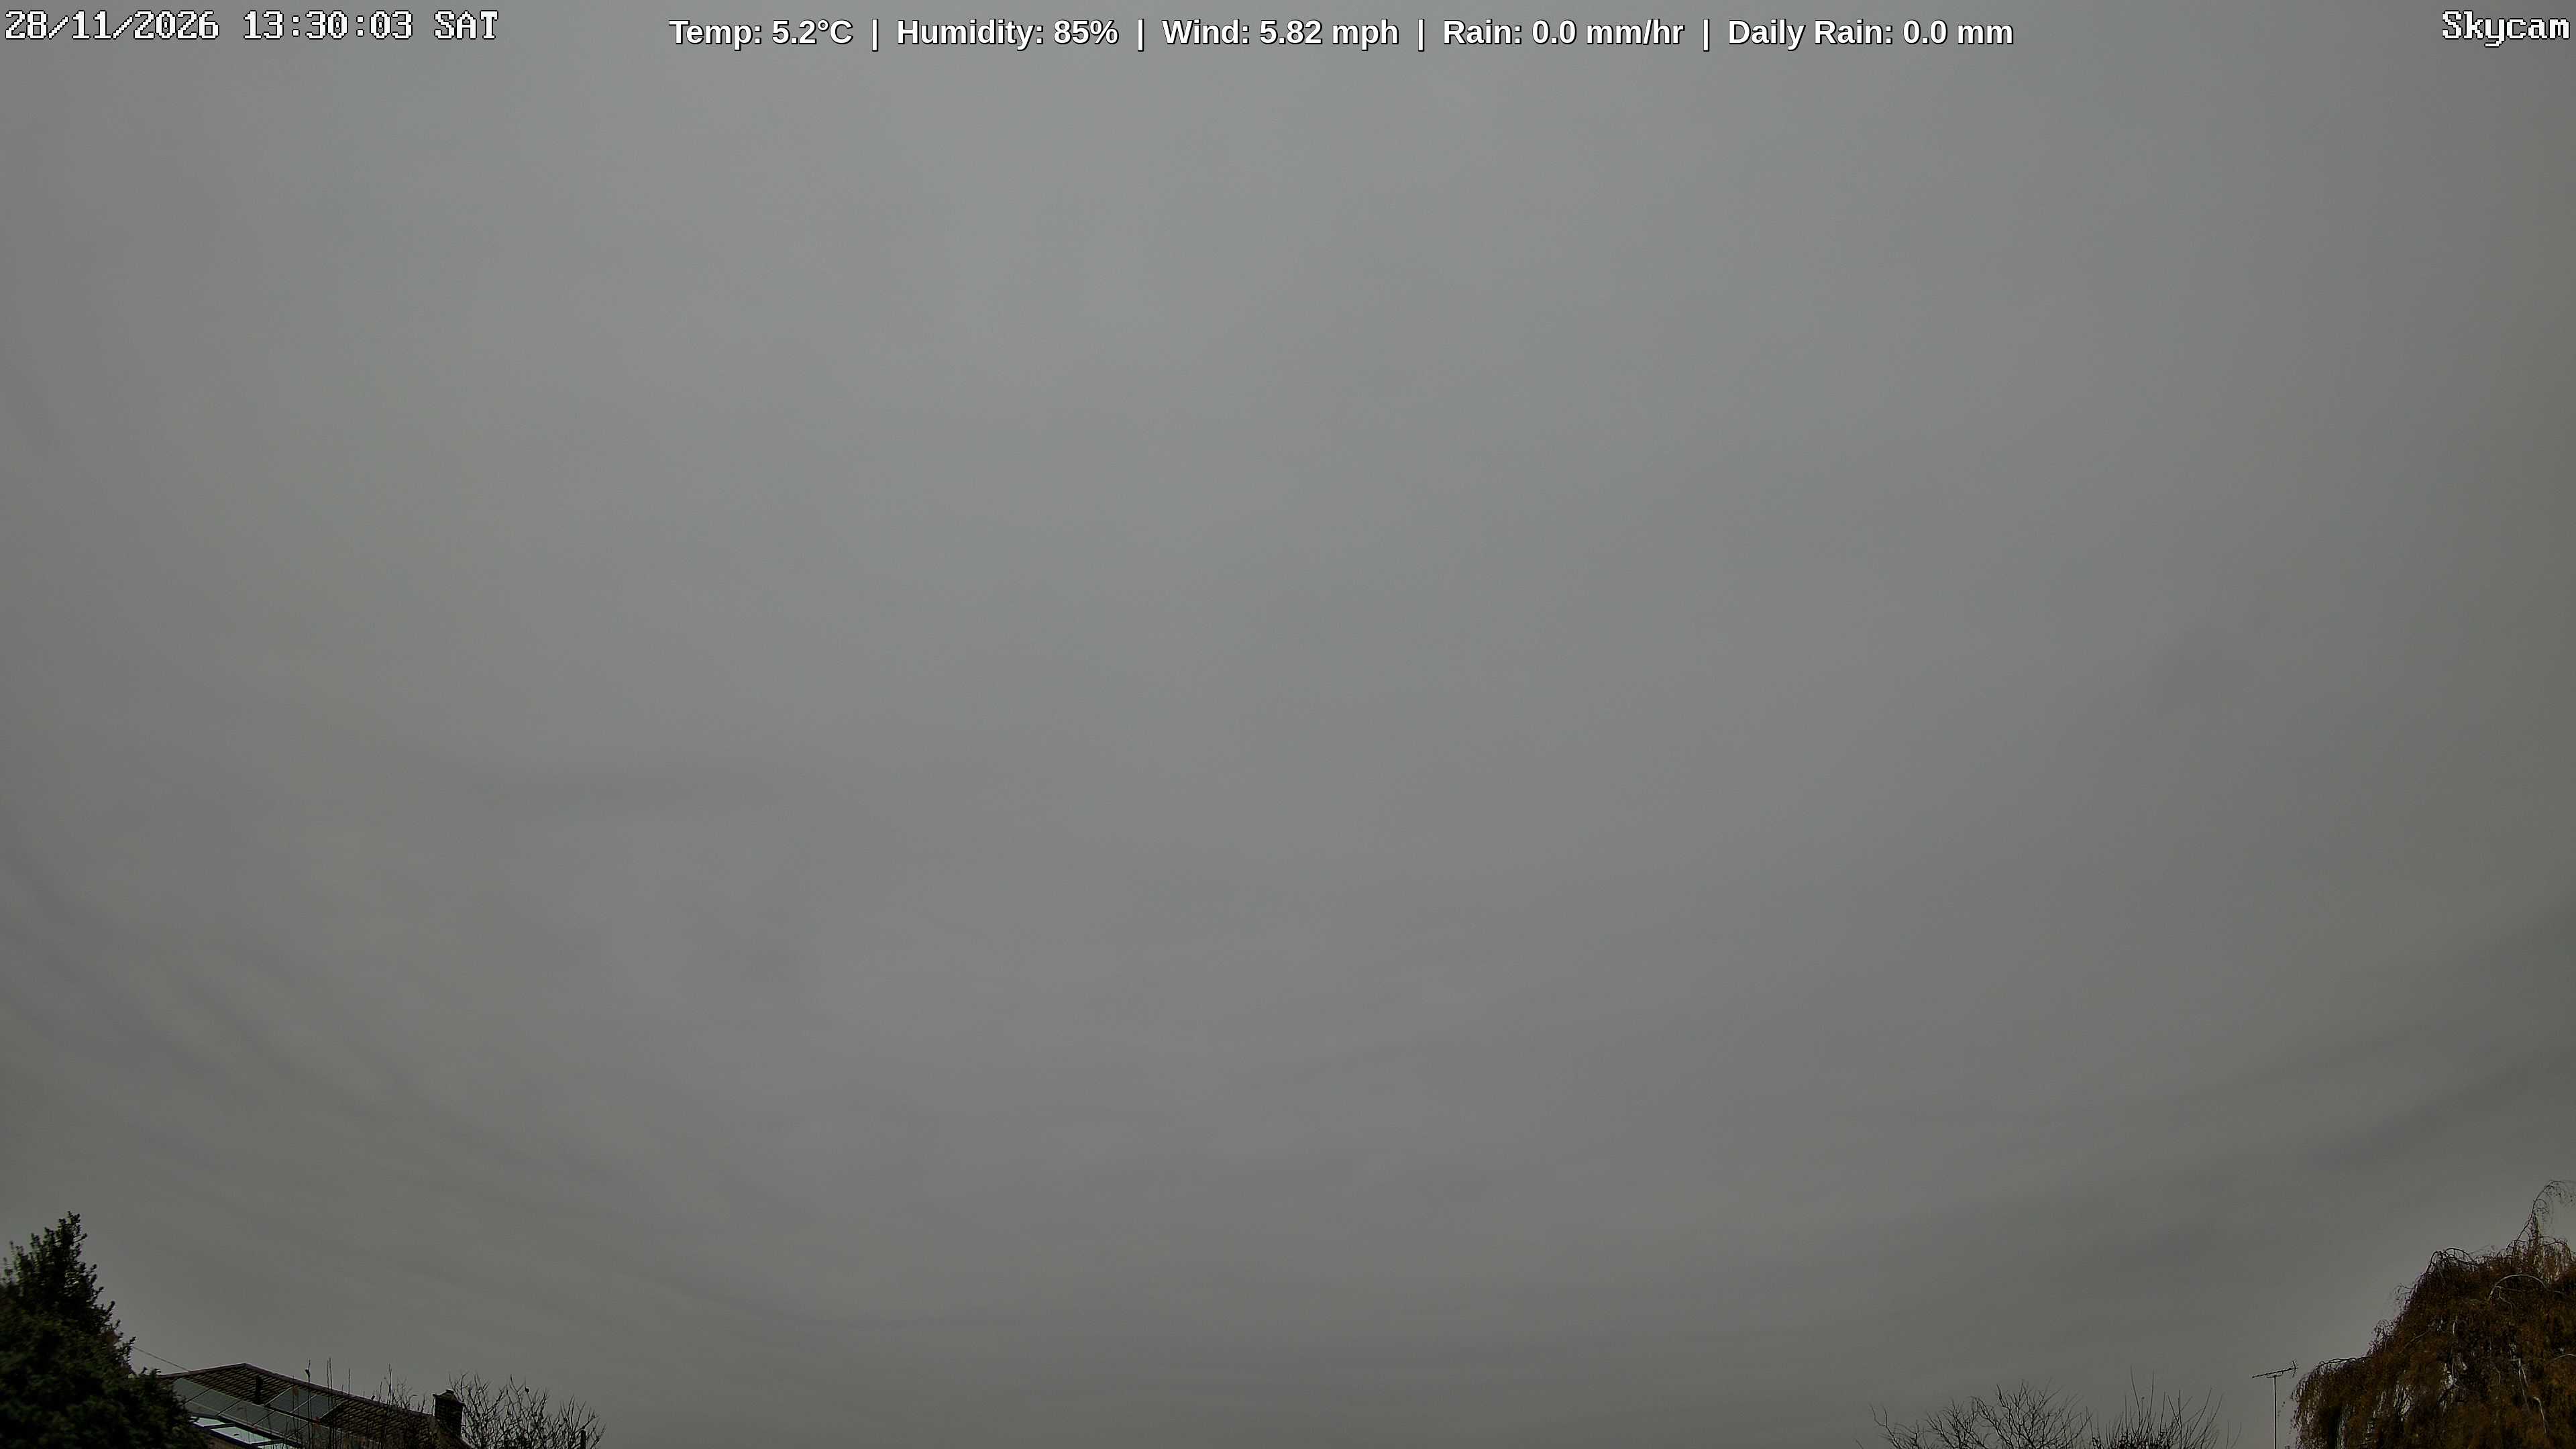 28/11/2026 13:30:03 SAT
Temp: 5.2°C | Humidity: 85% | Wind: 5.82 mph | Rain: 0.0 mm/hr | Daily Rain: 0.0 mm
Skycam